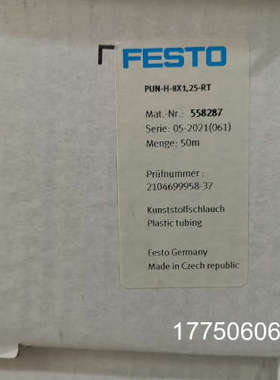 FESTO
PUN-H-8X1,25-RT
Mat.-Nr.: 558287
Serie: 05-2021(061)
Menge: 50m
Prüfnummer :
2104699958-37
Kunststoffschlauch
Plastic tubing
Festo Germany
Made in Czech republic
17750606